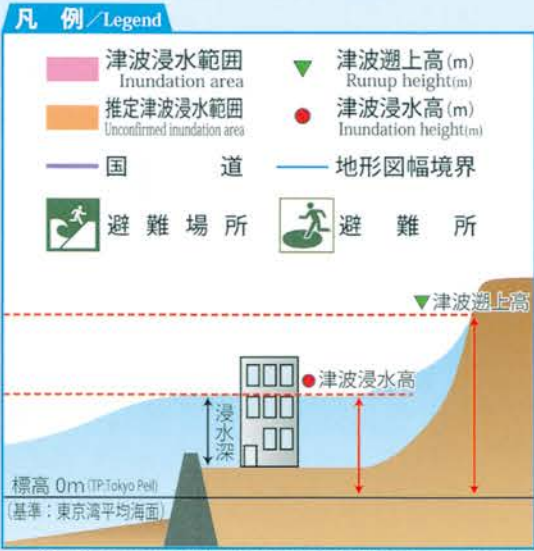 凡 例/Legend
津波浸水範囲
Inundation area
津波遡上高(m)
Runup height(m)
推定津波浸水範囲
Unconfirmed inundation area
津波浸水高(m)
Inundation height(m)
国 道
地形図幅境界
避 難 場 所
避 難 所
津波遡上高
津波浸水高
浸水深
標高 0m(TP:Tokyo Peil)
(基準:東京湾平均海面)